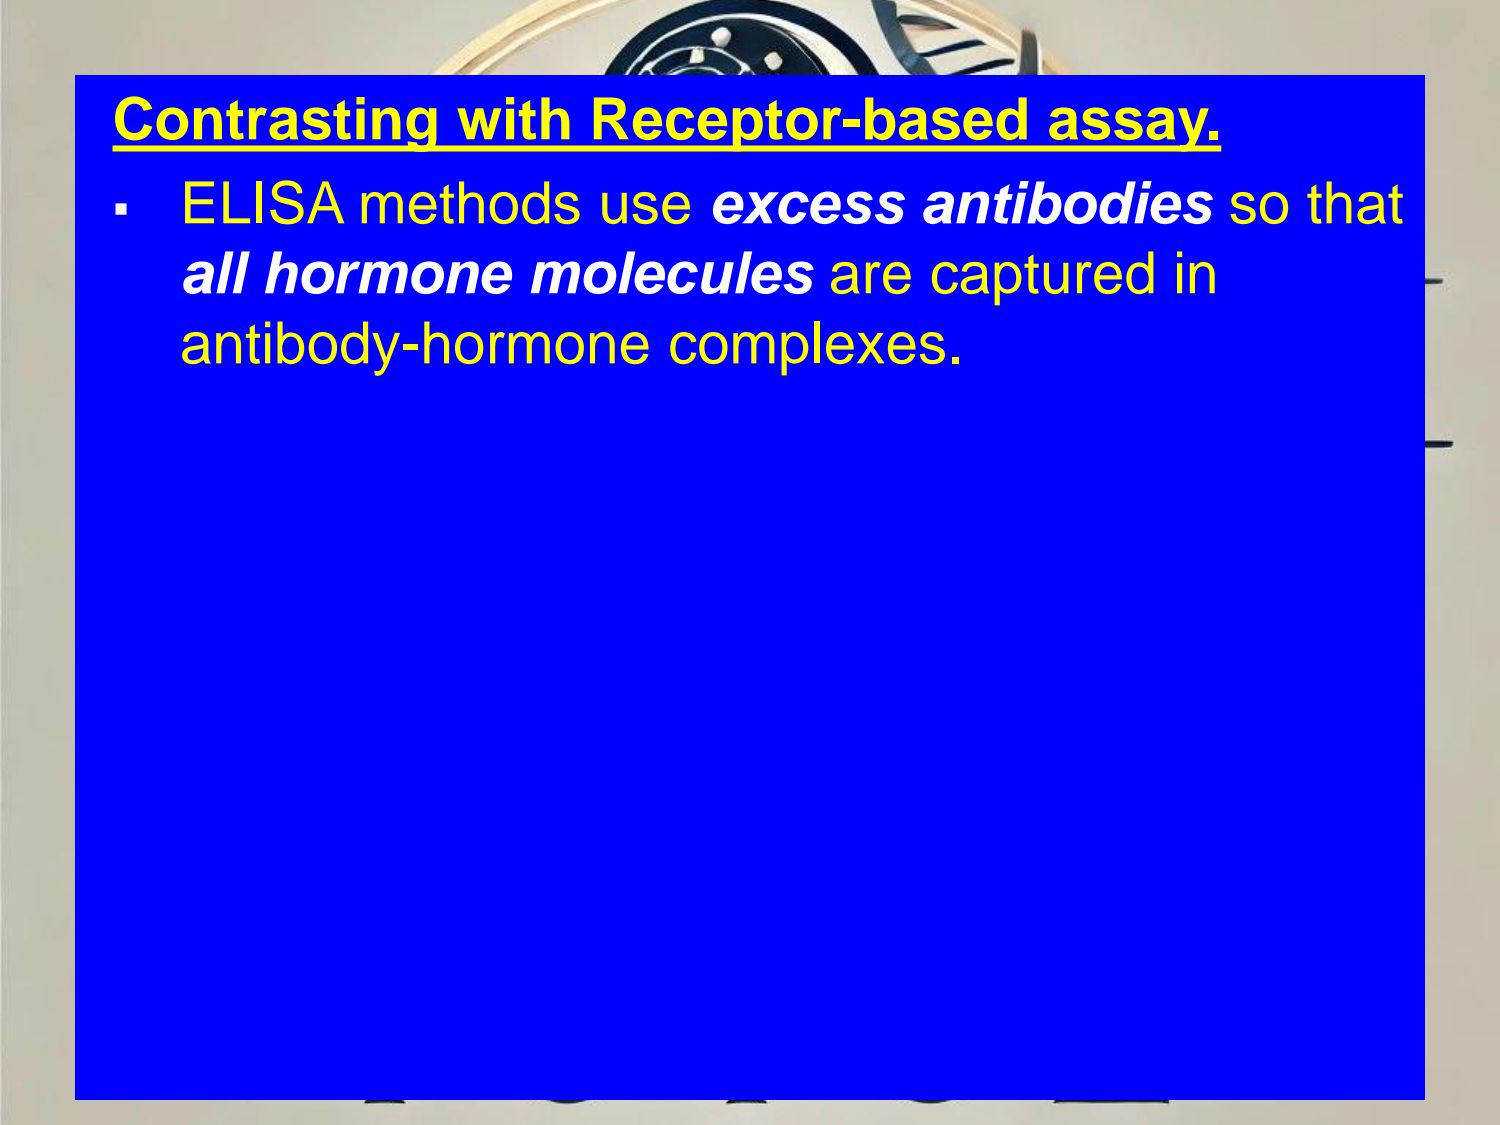 Contrasting with Receptor-based assay.
▪ ELISA methods use excess antibodies so that
all hormone molecules are captured in
antibody-hormone complexes.